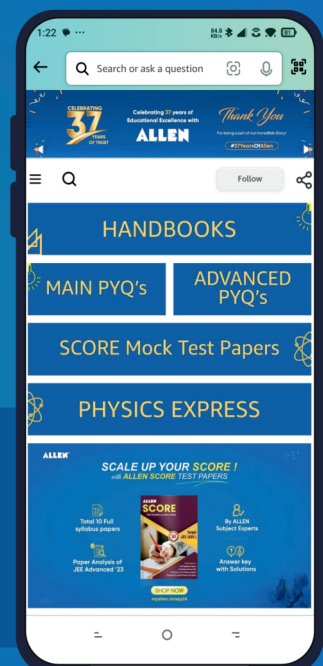 1:22
64.8
KB/s
81
Search or ask a question
CELEBRATING
37
YEARS
OF TRUST
Celebrating 37 years of
Educational Excellence with
ALLEN
Thank You
For being a part of our Incredible Story!
#37YearsOfAllen
Follow
HANDBOOKS
MAIN PYQ's
ADVANCED
PYQ's
SCORE Mock Test Papers
PHYSICS EXPRESS
ALLEN
SCALE UP YOUR SCORE !
with ALLEN SCORE TEST PAPERS
Total 10 Full
syllabus papers
Paper Analysis of
JEE Advanced '23
ALLEN
SCORE
10
Target
By ALLEN
Subject Experts
Answer key
with Solutions
SHOP NOW